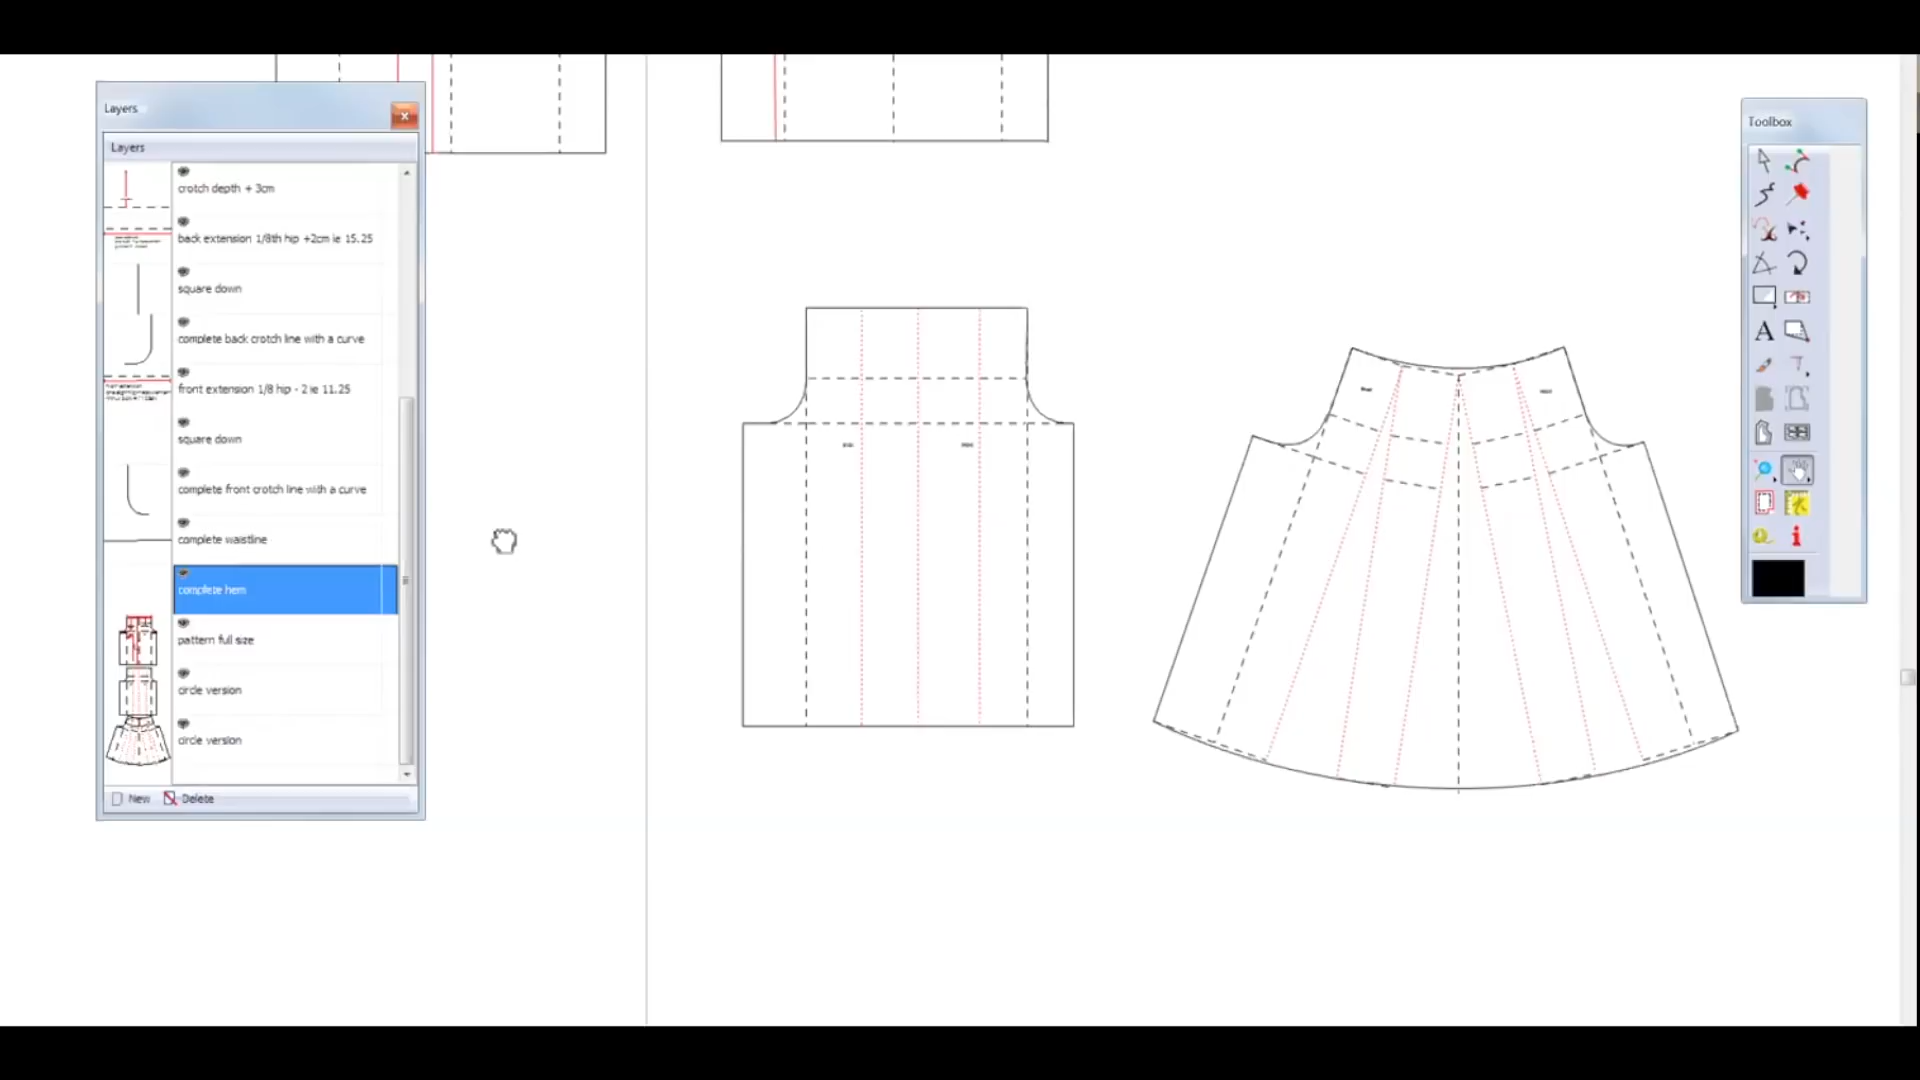 Layers
Layers
crotch depth + 3cm
back extension 1/8th hip +2cm ie 15.25
square down
complete back crotch line with a curve
front extension 1/8 hip - 2 ie 11.25
square down
complete front crotch line with a curve
complete waistline
complete hem
pattern full size
circle version
circle version
New Delete
Toolbox
A
i